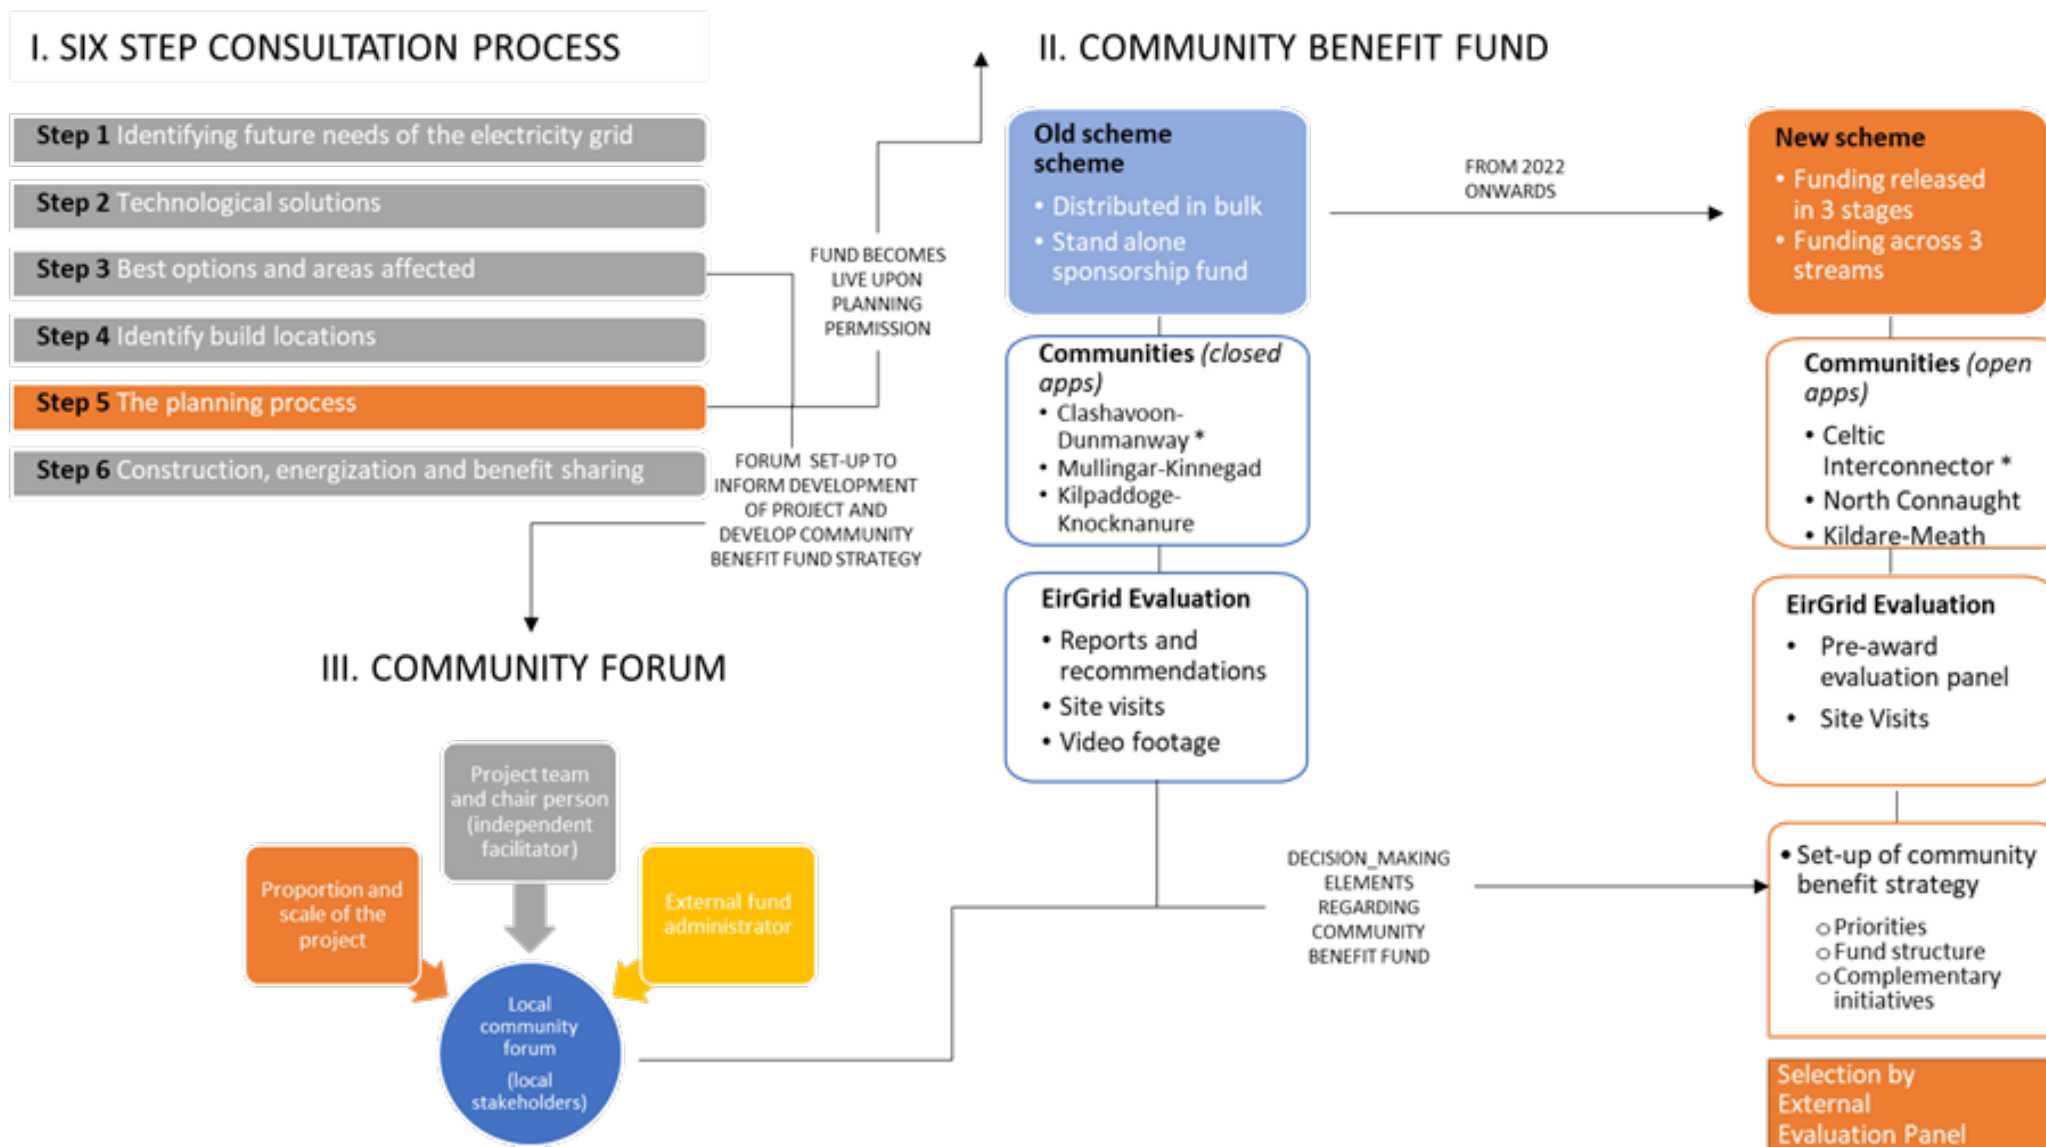 I. SIX STEP CONSULTATION PROCESS
Step 1 Identifying future needs of the electricity grid
Step 2 Technological solutions
Step 3 Best options and areas affected
Step 4 Identify build locations
Step 5 The planning process
Step 6 Construction, energization and benefit sharing
FUND BECOMES
LIVE UPON
PLANNING
PERMISSION
FORUM SET-UP TO
INFORM DEVELOPMENT
OF PROJECT AND
DEVELOP COMMUNITY
BENEFIT FUND STRATEGY
II. COMMUNITY BENEFIT FUND
Old scheme
scheme
• Distributed in bulk
• Stand alone
sponsorship fund
FROM 2022
ONWARDS
New scheme
• Funding released
in 3 stages
• Funding across 3
streams
Communities (closed
apps)
• Clashavoon-
Dunmanway *
• Mullingar-Kinnegad
• Kilpaddoge-
Knocknanure
Communities (open
apps)
• Celtic
Interconnector *
• North Connaught
• Kildare-Meath
EirGrid Evaluation
• Reports and
recommendations
• Site visits
• Video footage
EirGrid Evaluation
• Pre-award
evaluation panel
• Site Visits
DECISION_MAKING
ELEMENTS
REGARDING
COMMUNITY
BENEFIT FUND
• Set-up of community
benefit strategy
o Priorities
o Fund structure
o Complementary
initiatives
Selection by
External
Evaluation Panel
III. COMMUNITY FORUM
Project team
and chair person
(independent
facilitator)
Proportion and
scale of the
project
External fund
administrator
Local
community
forum
(local
stakeholders)